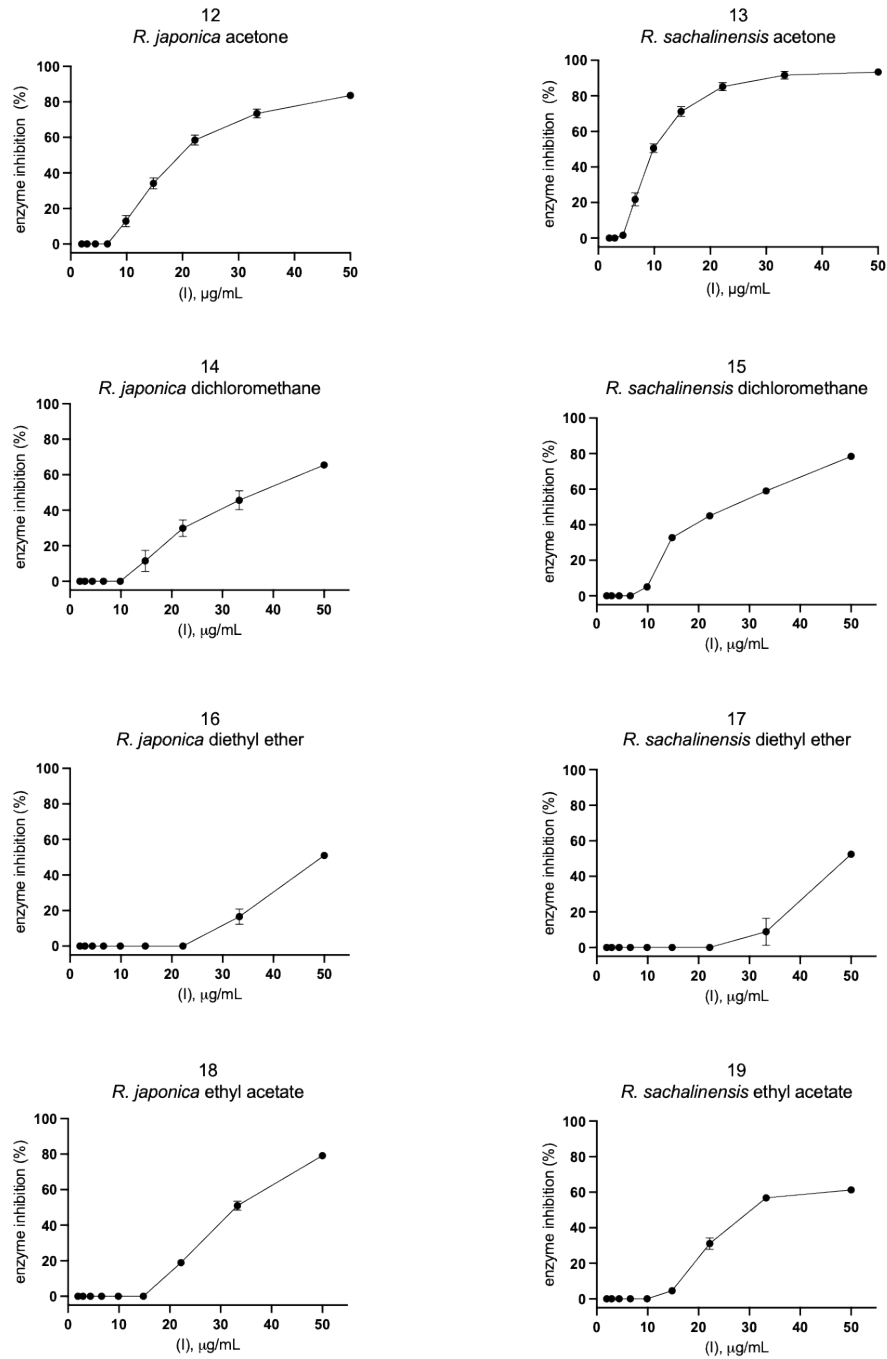 12
R. japonica acetone
enzyme inhibition (%)
100
80
60
40
20
0
0 10 20 30 40 50
(I), µg/mL
13
R. sachalinensis acetone
enzyme inhibition (%)
100
80
60
40
20
0
0 10 20 30 40 50
(I), µg/mL
14
R. japonica dichloromethane
enzyme inhibition (%)
100
80
60
40
20
0
0 10 20 30 40 50
(I), µg/mL
15
R. sachalinensis dichloromethane
enzyme inhibition (%)
100
80
60
40
20
0
0 10 20 30 40 50
(I), µg/mL
16
R. japonica diethyl ether
enzyme inhibition (%)
100
80
60
40
20
0
0 10 20 30 40 50
(I), µg/mL
17
R. sachalinensis diethyl ether
enzyme inhibition (%)
100
80
60
40
20
0
0 10 20 30 40 50
(I), µg/mL
18
R. japonica ethyl acetate
enzyme inhibition (%)
100
80
60
40
20
0
0 10 20 30 40 50
(I), µg/mL
19
R. sachalinensis ethyl acetate
enzyme inhibition (%)
100
80
60
40
20
0
0 10 20 30 40 50
(I), µg/mL